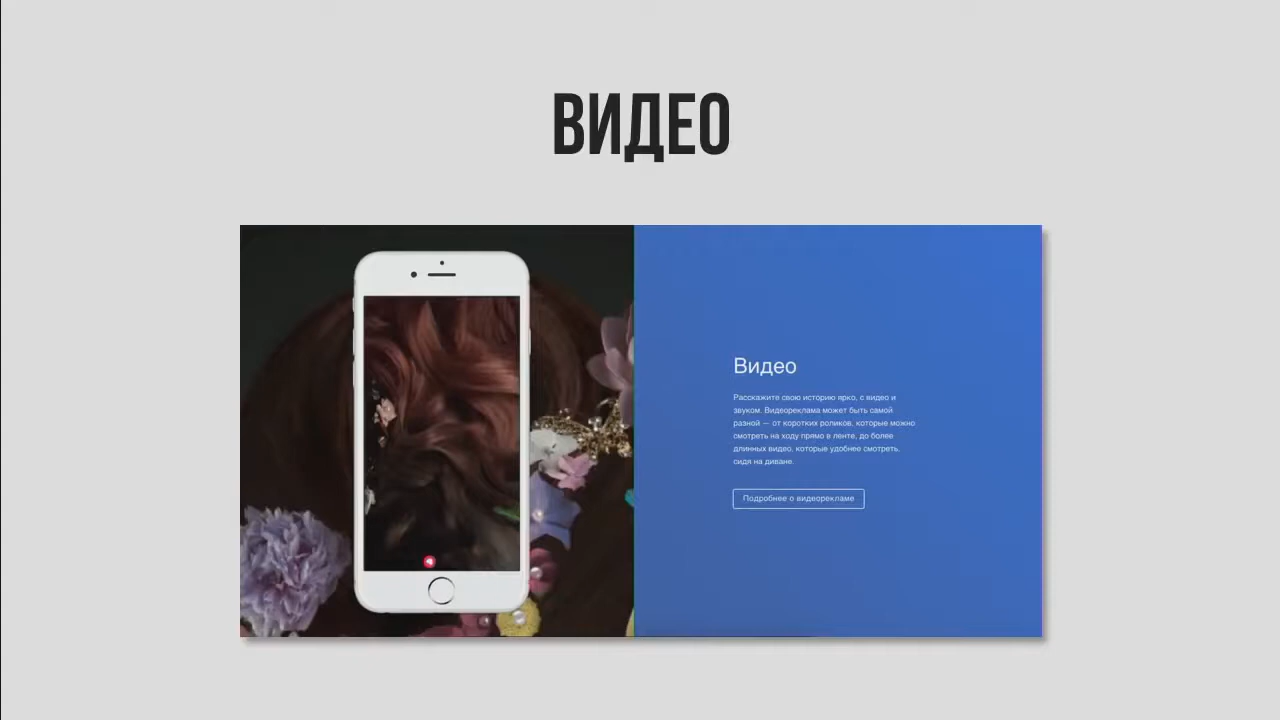 ВИДЕО
Видео
Расскажите свою историю ярко, с видео и
звуком. Видеореклама может быть самой
разной — от коротких роликов, которые можно
смотреть на ходу прямо в ленте, до более
длинных видео, которые удобнее смотреть,
сидя на диване.
Подробнее о видеорекламе